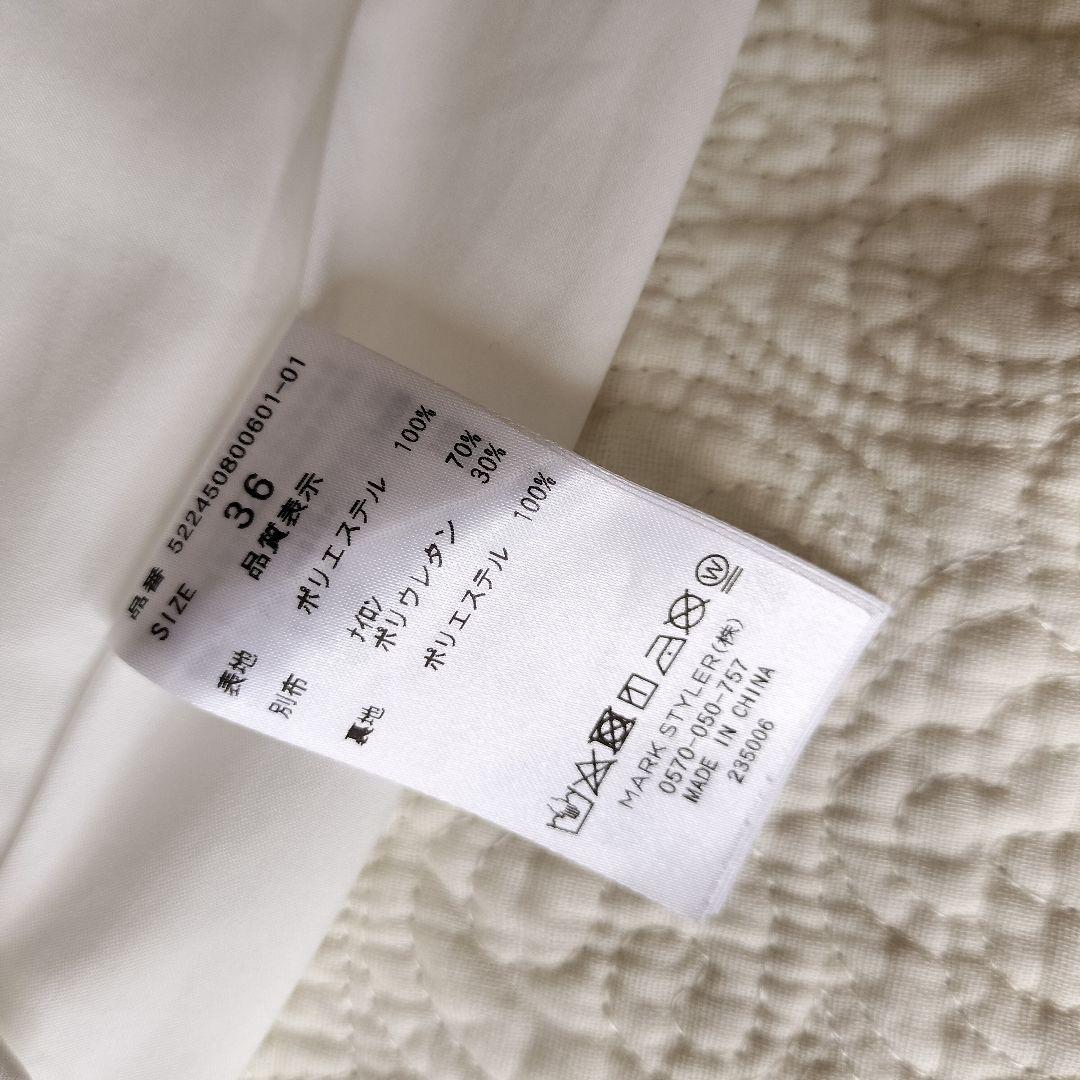 品番 522450800601-01
SIZE 36
品質表示
表地 ポリエステル 100%
別布 ナイロン 70%
ポリウレタン 30%
裏地 ポリエステル 100%
W
MARK STYLER(株)
0570-050-757
MADE IN CHINA
235006